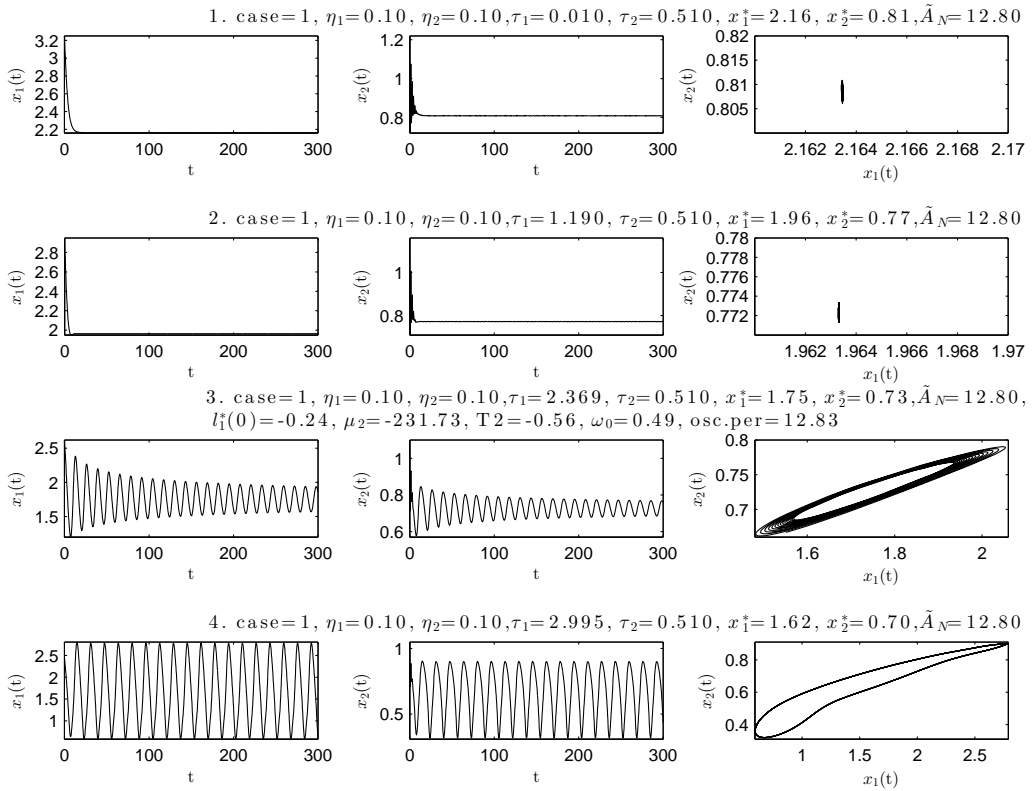 1. case=1, η₁=0.10, η₂=0.10,τ₁=0.010, τ₂=0.510, x₁*=2.16, x₂*=0.81,Ã_N=12.80
3.2
3
2.8
2.6
2.4
2.2
x₁(t)
0 100 200 300
t
1.2
1
0.8
x₂(t)
0 100 200 300
t
0.82
0.815
0.81
0.805
x₂(t)
2.162 2.164 2.166 2.168 2.17
x₁(t)
2. case=1, η₁=0.10, η₂=0.10,τ₁=1.190, τ₂=0.510, x₁*=1.96, x₂*=0.77,Ã_N=12.80
2.8
2.6
2.4
2.2
2
x₁(t)
0 100 200 300
t
1
0.8
x₂(t)
0 100 200 300
t
0.78
0.776
0.774
0.772
x₂(t)
1.962 1.964 1.966 1.968 1.97
x₁(t)
3. case=1, η₁=0.10, η₂=0.10,τ₁=2.369, τ₂=0.510, x₁*=1.75, x₂*=0.73,Ã_N=12.80,
l₁*(0)=-0.24, μ₂=-231.73, T2=-0.56, ω₀=0.49, osc.per=12.83
2.5
2
1.5
x₁(t)
0 100 200 300
t
1
0.8
0.6
x₂(t)
0 100 200 300
t
0.8
0.75
0.7
x₂(t)
1.6 1.8 2
x₁(t)
4. case=1, η₁=0.10, η₂=0.10,τ₁=2.995, τ₂=0.510, x₁*=1.62, x₂*=0.70,Ã_N=12.80
2.5
2
1.5
1
x₁(t)
0 100 200 300
t
1
0.5
x₂(t)
0 100 200 300
t
0.8
0.6
0.4
x₂(t)
1 1.5 2 2.5
x₁(t)